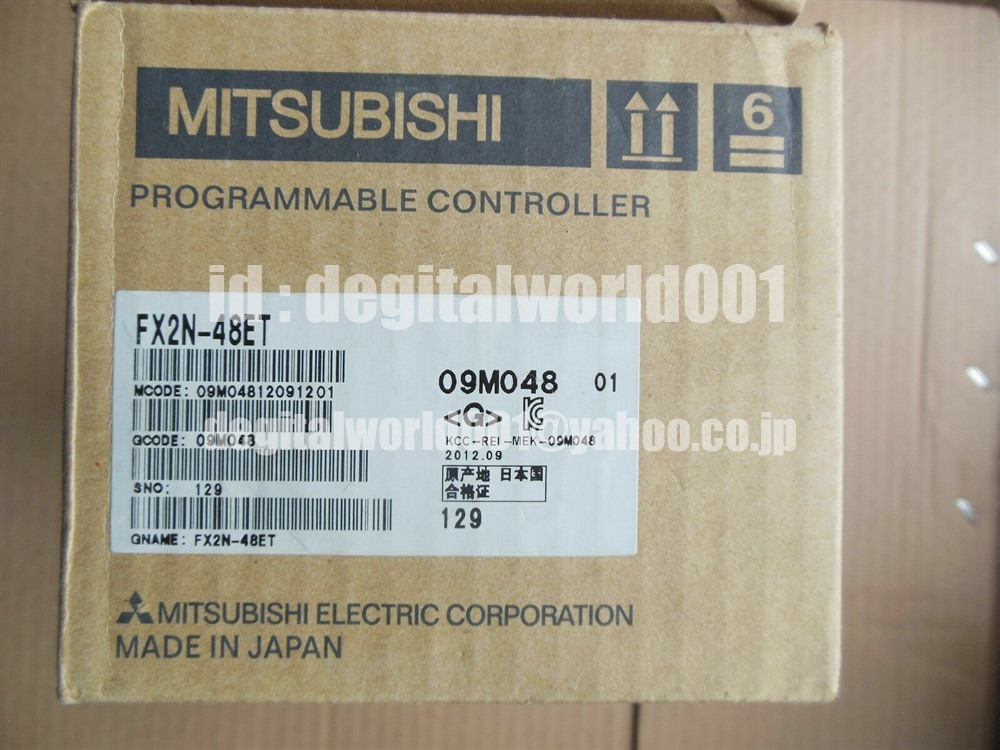 MITSUBISHI
6
PROGRAMMABLE CONTROLLER
id : degitalworld001
FX2N-48ET
MCODE: 09M04812091201
09M048 01
<G>
degitalworld001@yahoo.co.jp
QCODE: 09M048
KCC-REI-MEK-09M048
2012.09
原产地 日本国
合格证
SNO: 129
129
QNAME: FX2N-48ET
MITSUBISHI ELECTRIC CORPORATION
MADE IN JAPAN